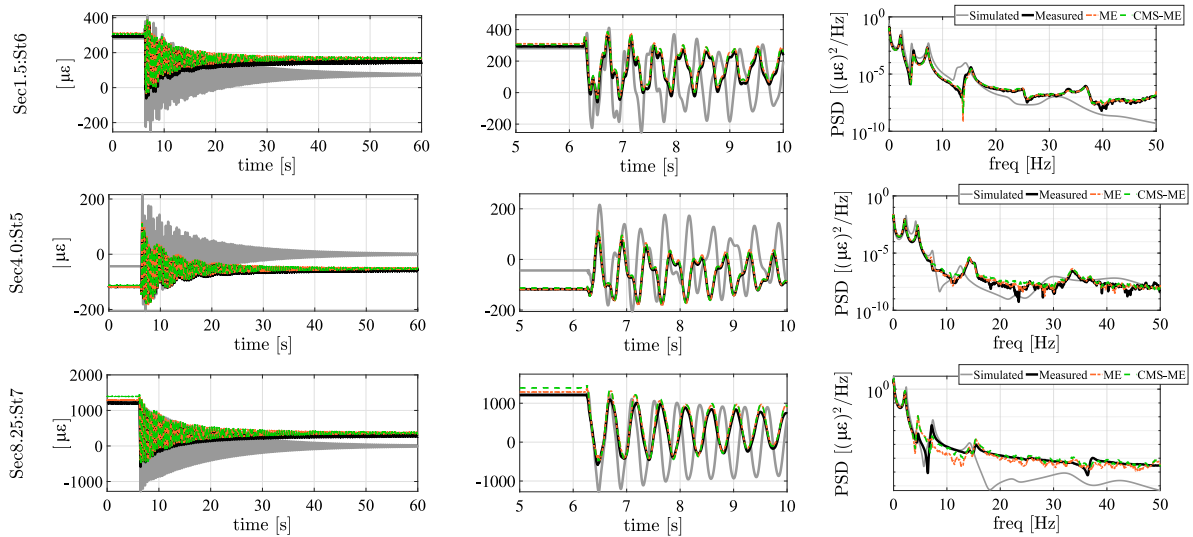 Sec1.5:St6
[με]
400
200
0
-200
0 10 20 30 40 50 60
time [s]
400
200
0
-200
5 6 7 8 9 10
time [s]
Simulated Measured ME CMS-ME
PSD [(με)²/Hz]
10⁰
10⁻⁵
10⁻¹⁰
0 10 20 30 40 50
freq [Hz]
Sec4.0:St5
[με]
200
0
-200
0 10 20 30 40 50 60
time [s]
200
0
-200
5 6 7 8 9 10
time [s]
Simulated Measured ME CMS-ME
PSD [(με)²/Hz]
10⁰
10⁻⁵
10⁻¹⁰
0 10 20 30 40 50
freq [Hz]
Sec8.25:St7
[με]
2000
1000
0
-1000
0 10 20 30 40 50 60
time [s]
1000
0
-1000
5 6 7 8 9 10
time [s]
Simulated Measured ME CMS-ME
PSD [(με)²/Hz]
10⁰
0 10 20 30 40 50
freq [Hz]